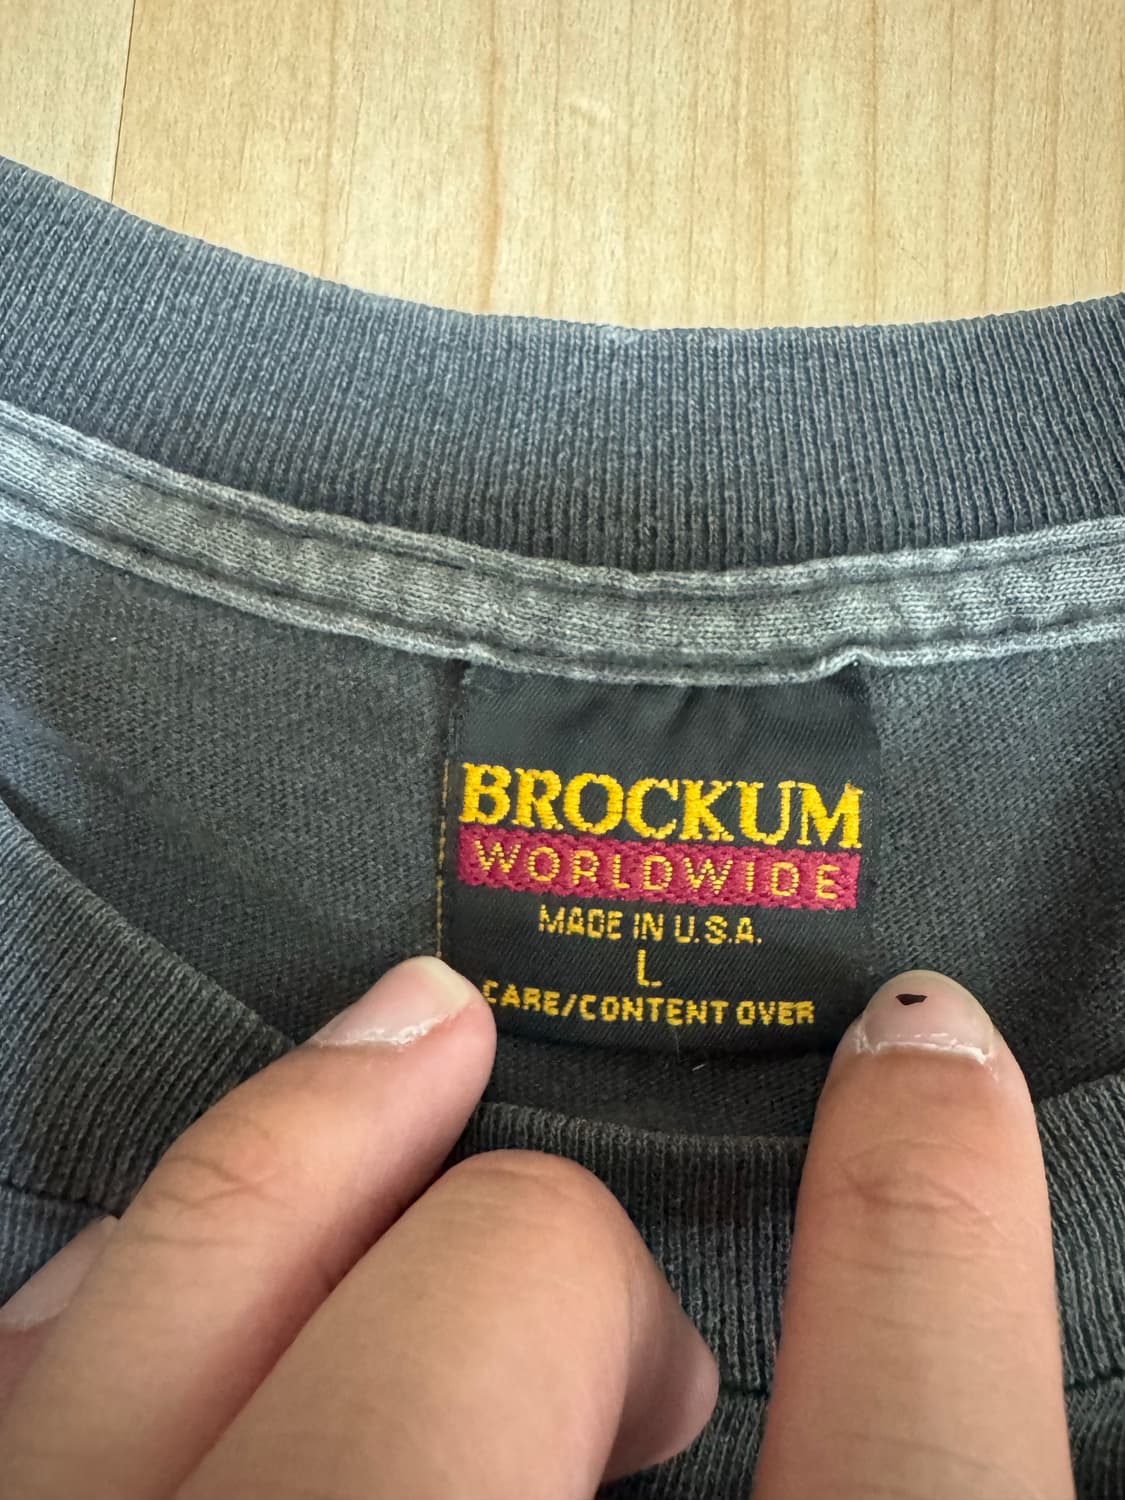 BROCKUM
WORLDWIDE
MADE IN U.S.A.
L
CARE/CONTENT OVER